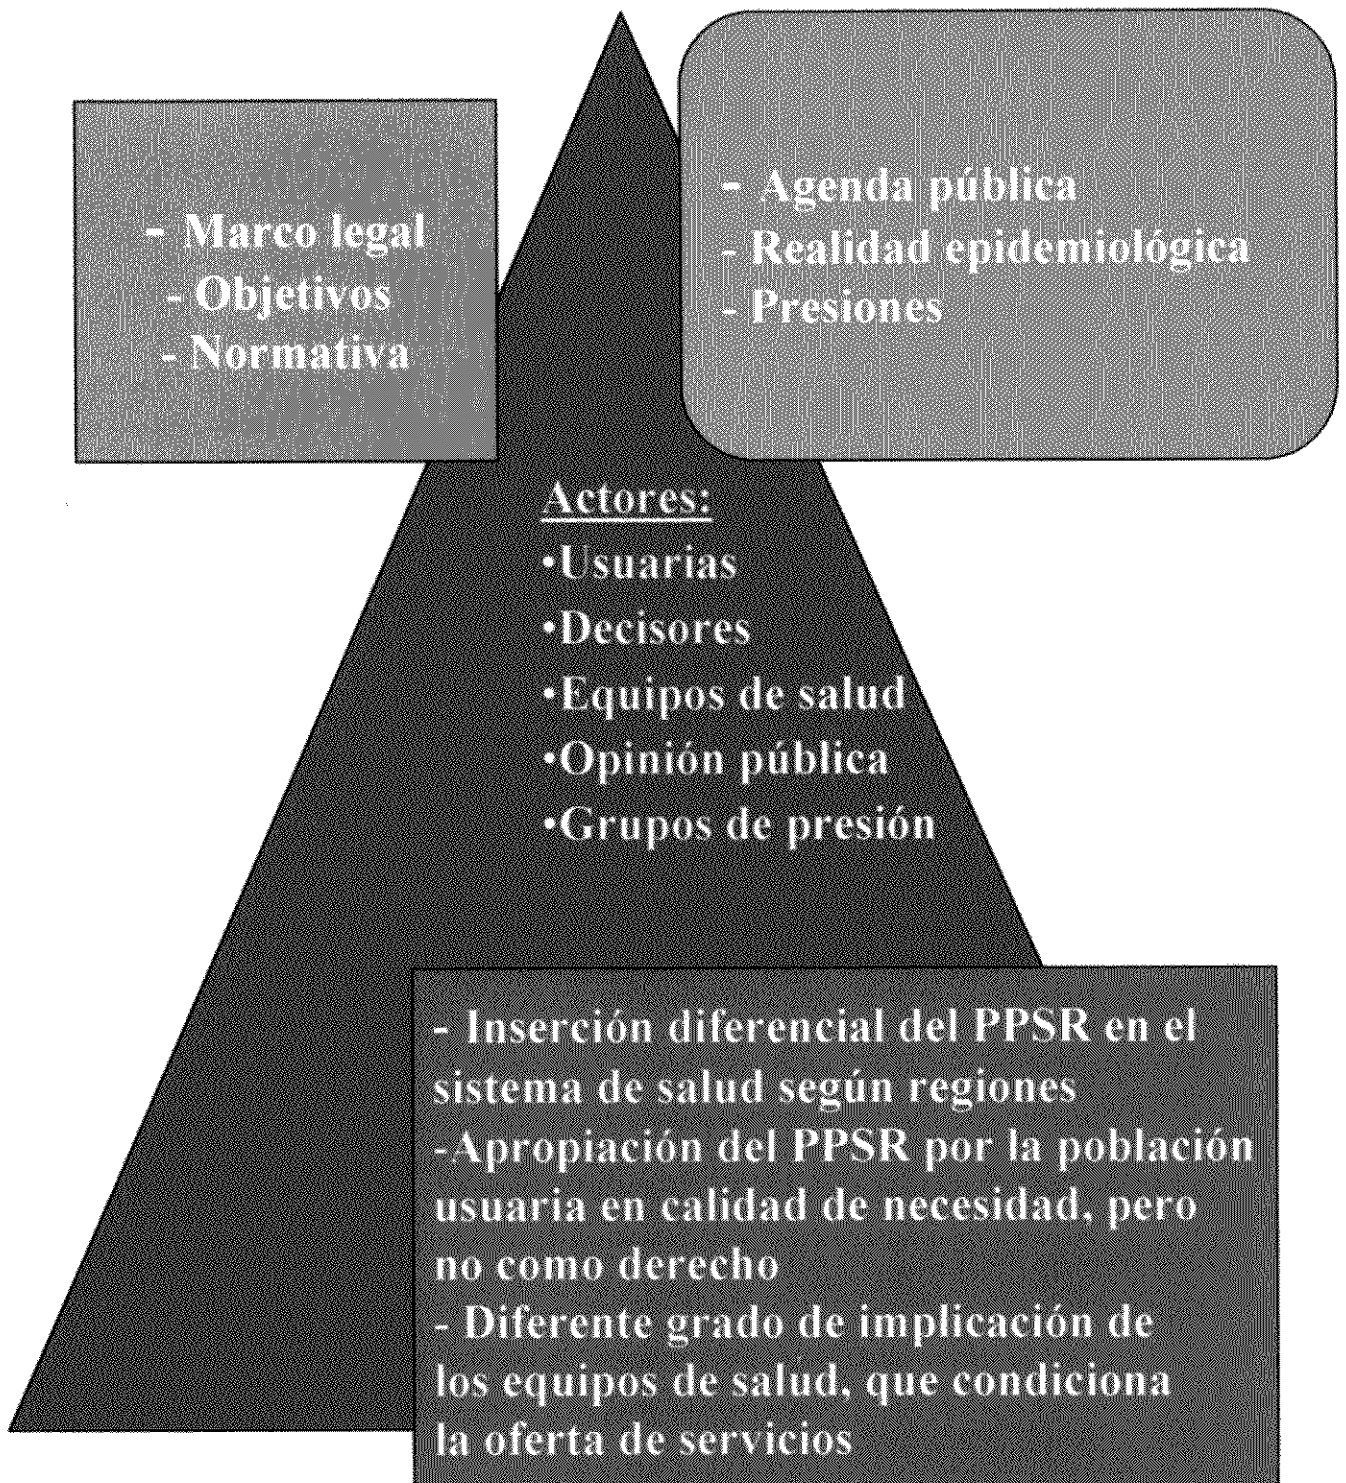 - Marco legal
- Objetivos
- Normativa
- Agenda pública
- Realidad epidemiológica
- Presiones
Actores:
•Usuarias
•Decisores
•Equipos de salud
•Opinión pública
•Grupos de presión
- Inserción diferencial del PPSR en el
sistema de salud según regiones
-Apropiación del PPSR por la población
usuaria en calidad de necesidad, pero
no como derecho
- Diferente grado de implicación de
los equipos de salud, que condiciona
la oferta de servicios